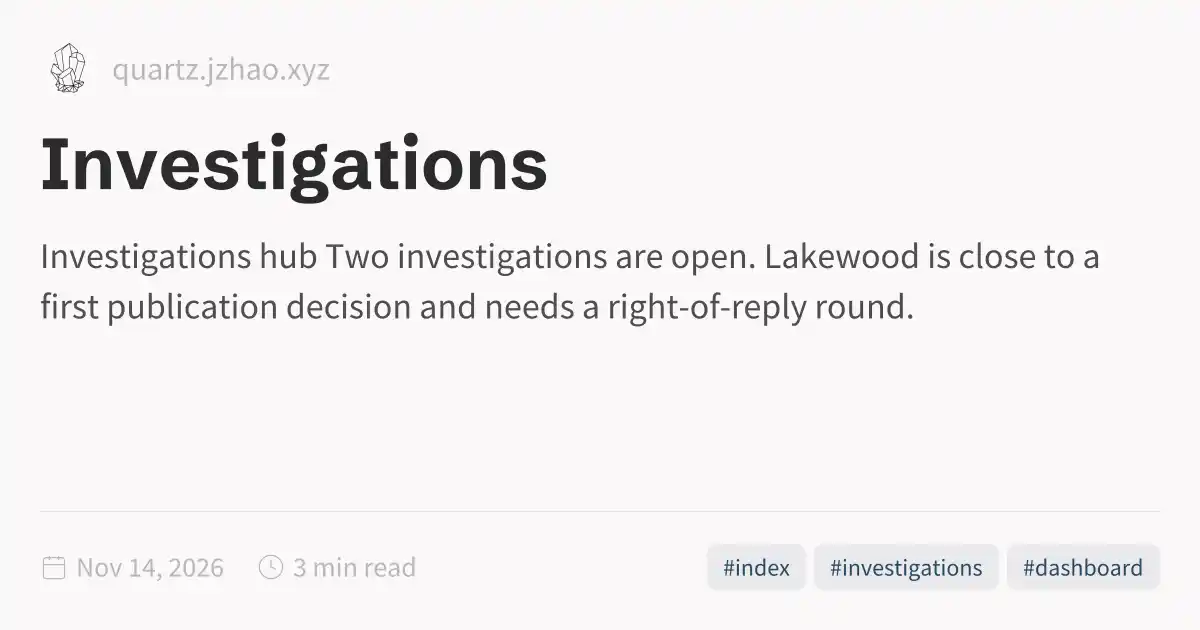 quartz.jzhao.xyz
Investigations
Investigations hub Two investigations are open. Lakewood is close to a
first publication decision and needs a right-of-reply round.
Nov 14, 2026 3 min read #index #investigations #dashboard